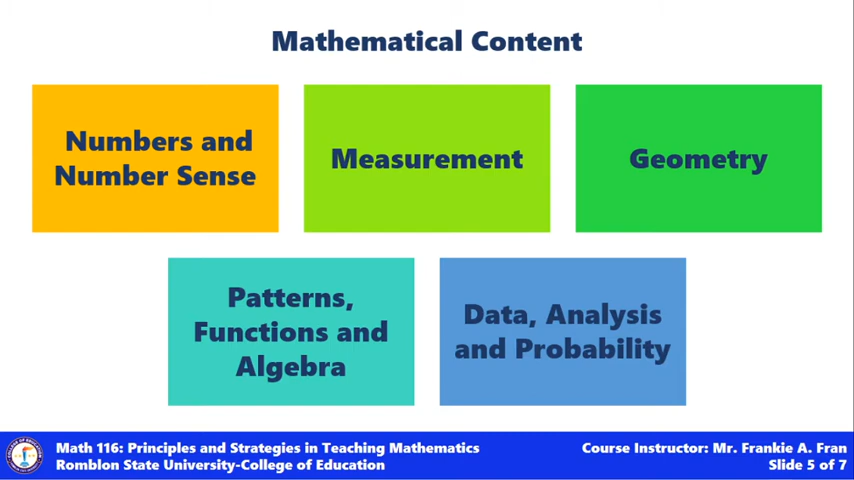 Mathematical Content
Numbers and
Number Sense
Measurement
Geometry
Patterns,
Functions and
Algebra
Data, Analysis
and Probability
Math 116: Principles and Strategies in Teaching Mathematics
Romblon State University-College of Education
Course Instructor: Mr. Frankie A. Fran
Slide 5 of 7